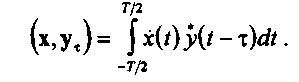 (x, y_τ) = ∫_{-T/2}^{T/2} ẋ(t) ẏ*(t − τ)dt .